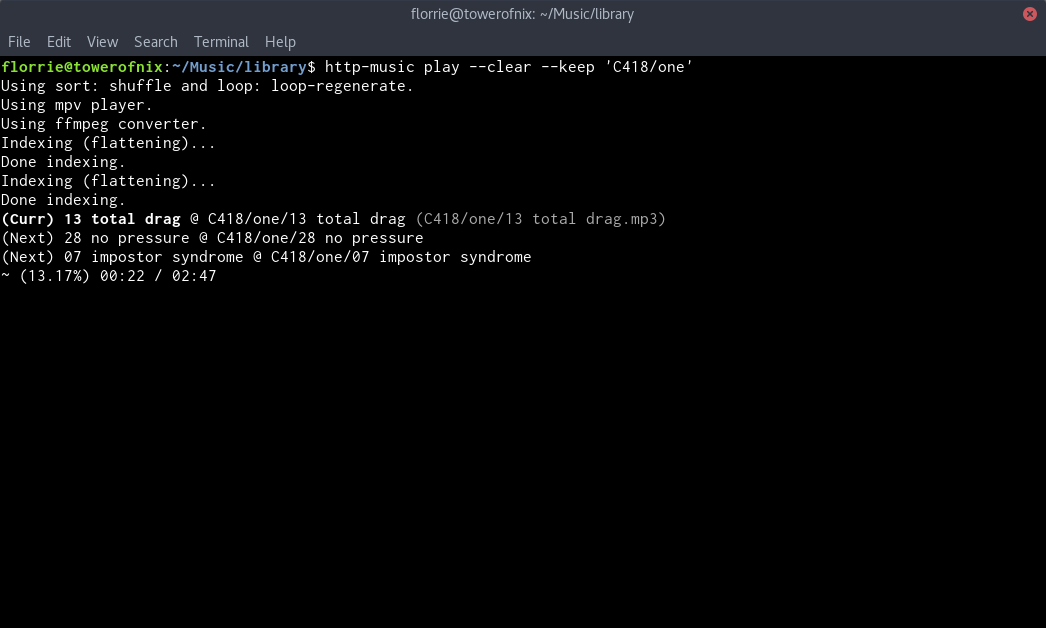 florrie@towerofnix: ~/Music/library
File Edit View Search Terminal Help
florrie@towerofnix:~/Music/library$ http-music play --clear --keep 'C418/one'
Using sort: shuffle and loop: loop-regenerate.
Using mpv player.
Using ffmpeg converter.
Indexing (flattening)...
Done indexing.
Indexing (flattening)...
Done indexing.
(Curr) 13 total drag @ C418/one/13 total drag (C418/one/13 total drag.mp3)
(Next) 28 no pressure @ C418/one/28 no pressure
(Next) 07 impostor syndrome @ C418/one/07 impostor syndrome
~ (13.17%) 00:22 / 02:47